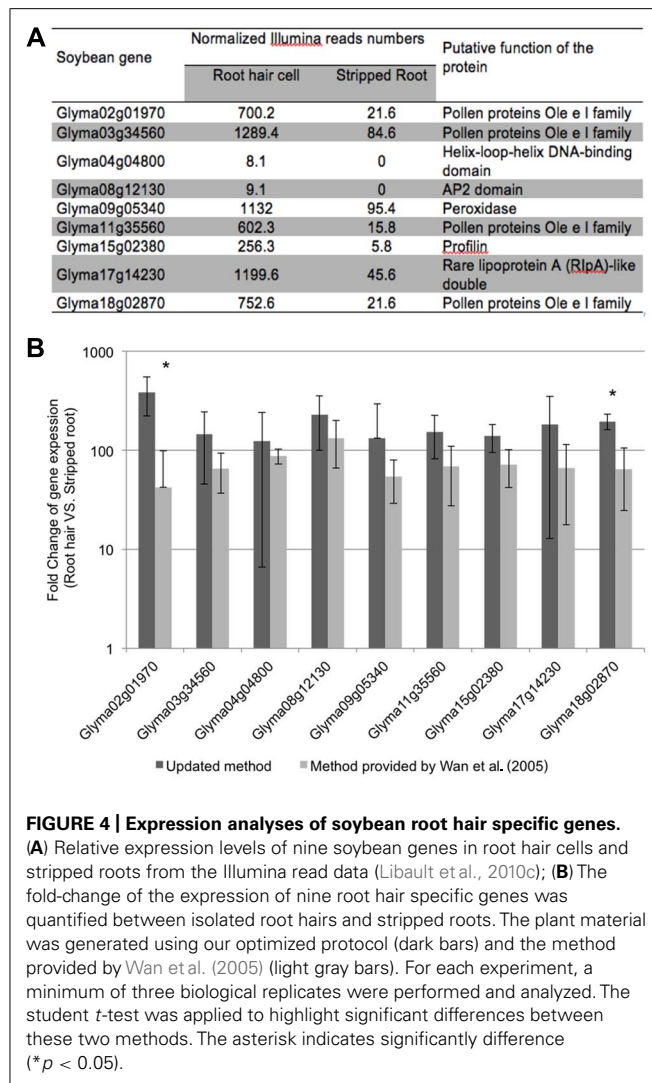 A
Soybean gene
Normalized Illumina reads numbers
Putative function of the
protein
Root hair cell Stripped Root
Glyma02g01970 700.2 21.6 Pollen proteins Ole e I family
Glyma03g34560 1289.4 84.6 Pollen proteins Ole e I family
Glyma04g04800 8.1 0 Helix-loop-helix DNA-binding
domain
Glyma08g12130 9.1 0 AP2 domain
Glyma09g05340 1132 95.4 Peroxidase
Glyma11g35560 602.3 15.8 Pollen proteins Ole e I family
Glyma15g02380 256.3 5.8 Profilin
Glyma17g14230 1199.6 45.6 Rare lipoprotein A (RlpA)-like
double
Glyma18g02870 752.6 21.6 Pollen proteins Ole e I family
B
Fold Change of gene expression
(Root hair VS. Stripped root)
1000
100
10
1
*
*
Glyma02g01970
Glyma03g34560
Glyma04g04800
Glyma08g12130
Glyma09g05340
Glyma11g35560
Glyma15g02380
Glyma17g14230
Glyma18g02870
Updated method Method provided by Wan et al. (2005)
FIGURE 4 | Expression analyses of soybean root hair specific genes.
(A) Relative expression levels of nine soybean genes in root hair cells and
stripped roots from the Illumina read data (Libault et al., 2010c); (B) The
fold-change of the expression of nine root hair specific genes was
quantified between isolated root hairs and stripped roots. The plant material
was generated using our optimized protocol (dark bars) and the method
provided by Wan et al. (2005) (light gray bars). For each experiment, a
minimum of three biological replicates were performed and analyzed. The
student t-test was applied to highlight significant differences between
these two methods. The asterisk indicates significantly difference
(*p < 0.05).